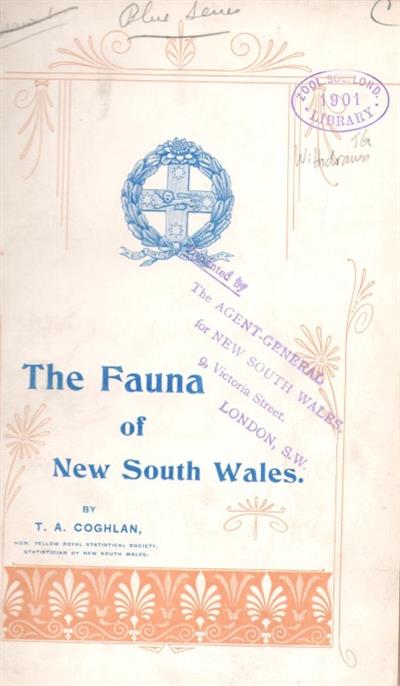 Blue Series
C
ZOOL. SOC. LOND.
1901
LIBRARY
Withdrawn
Presented by
The AGENT-GENERAL
for NEW SOUTH WALES,
9, Victoria Street.
LONDON, S.W.
The Fauna
of
New South Wales.
BY
T. A. COGHLAN,
HON. FELLOW ROYAL STATISTICAL SOCIETY,
STATISTICIAN OF NEW SOUTH WALES.